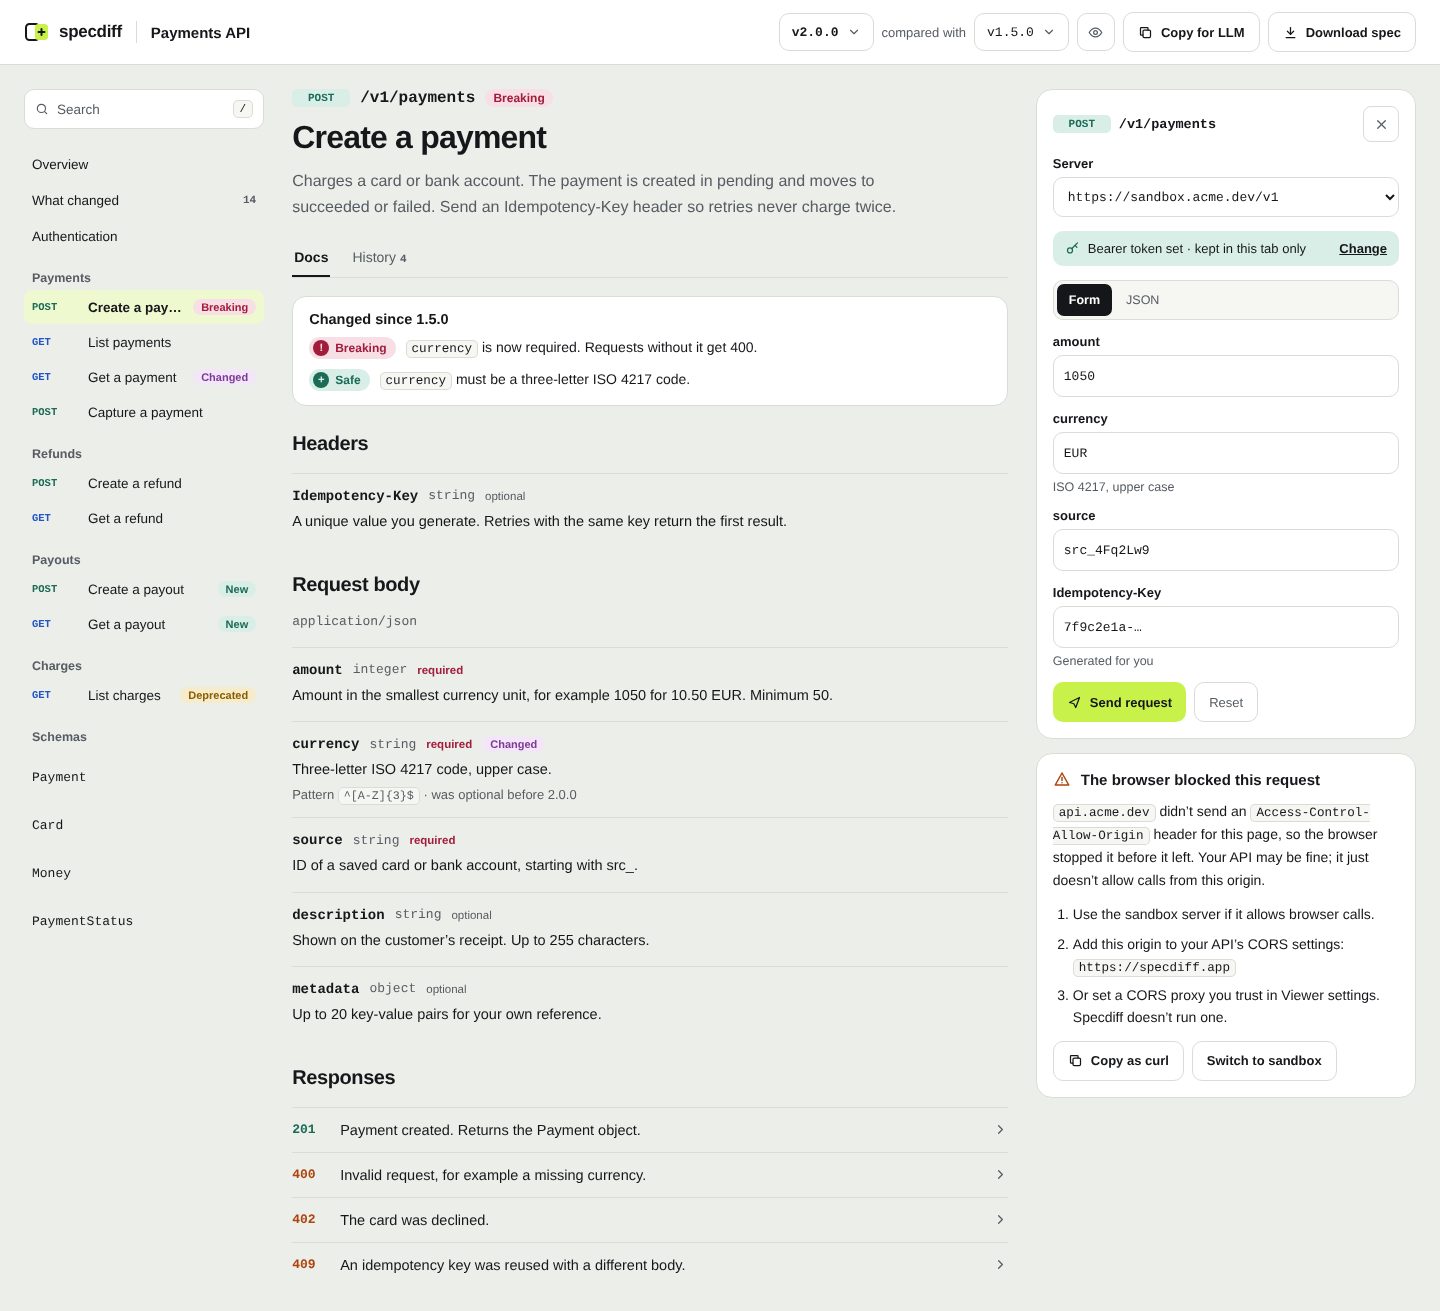 specdiff
Payments API
v2.0.0
compared with
v1.5.0
Copy for LLM
Download spec
Search
/
Overview
What changed 14
Authentication
Payments
POST Create a pay... Breaking
GET List payments
GET Get a payment Changed
POST Capture a payment
Refunds
POST Create a refund
GET Get a refund
Payouts
POST Create a payout New
GET Get a payout New
Charges
GET List charges Deprecated
Schemas
Payment
Card
Money
PaymentStatus
POST /v1/payments Breaking
Create a payment
Charges a card or bank account. The payment is created in pending and moves to
succeeded or failed. Send an Idempotency-Key header so retries never charge twice.
Docs History 4
Changed since 1.5.0
! Breaking currency is now required. Requests without it get 400.
+ Safe currency must be a three-letter ISO 4217 code.
Headers
Idempotency-Key string optional
A unique value you generate. Retries with the same key return the first result.
Request body
application/json
amount integer required
Amount in the smallest currency unit, for example 1050 for 10.50 EUR. Minimum 50.
currency string required Changed
Three-letter ISO 4217 code, upper case.
Pattern ^[A-Z]{3}$ · was optional before 2.0.0
source string required
ID of a saved card or bank account, starting with src_.
description string optional
Shown on the customer’s receipt. Up to 255 characters.
metadata object optional
Up to 20 key-value pairs for your own reference.
Responses
201 Payment created. Returns the Payment object.
400 Invalid request, for example a missing currency.
402 The card was declined.
409 An idempotency key was reused with a different body.
POST /v1/payments
Server
https://sandbox.acme.dev/v1
Bearer token set · kept in this tab only Change
Form JSON
amount
1050
currency
EUR
ISO 4217, upper case
source
src_4Fq2Lw9
Idempotency-Key
7f9c2e1a-…
Generated for you
Send request
Reset
The browser blocked this request
api.acme.dev didn’t send an Access-Control-
Allow-Origin header for this page, so the browser
stopped it before it left. Your API may be fine; it just
doesn’t allow calls from this origin.
1. Use the sandbox server if it allows browser calls.
2. Add this origin to your API’s CORS settings:
https://specdiff.app
3. Or set a CORS proxy you trust in Viewer settings.
Specdiff doesn’t run one.
Copy as curl
Switch to sandbox